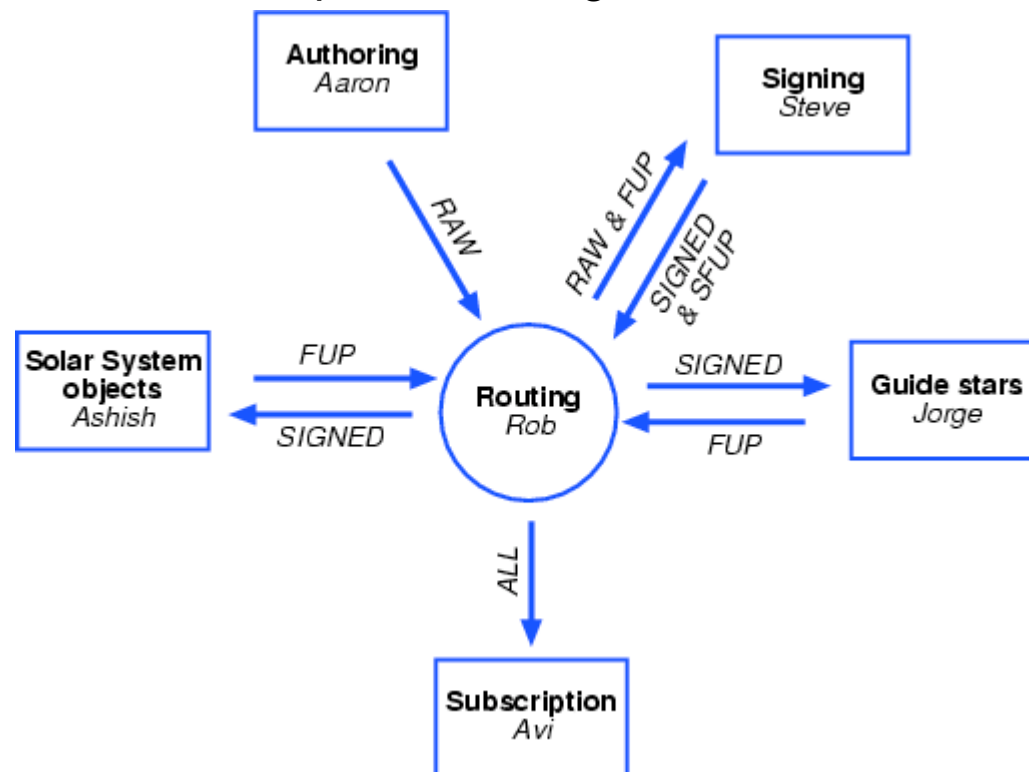 Authoring
Aaron
Signing
Steve
RAW
RAW & FUP
SIGNED
& SFUP
Solar System
objects
Ashish
FUP
SIGNED
Routing
Rob
SIGNED
FUP
Guide stars
Jorge
ALL
Subscription
Avi